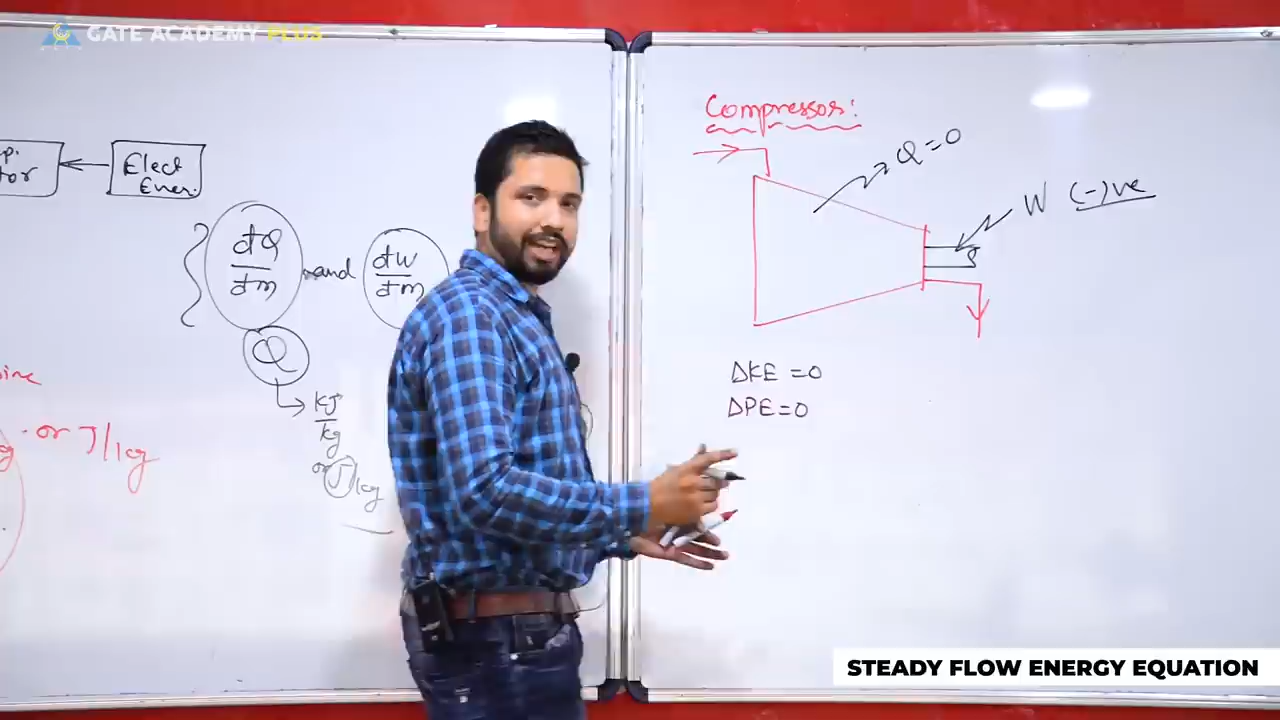 GATE ACADEMY PLUS
Elect
Ener.
dQ
dm
and
dW
dm
Q
KJ
kg
or J/kg
or J/kg
Compressor:
Q=0
W (-)ve
ΔKE =0
ΔPE=0
STEADY FLOW ENERGY EQUATION